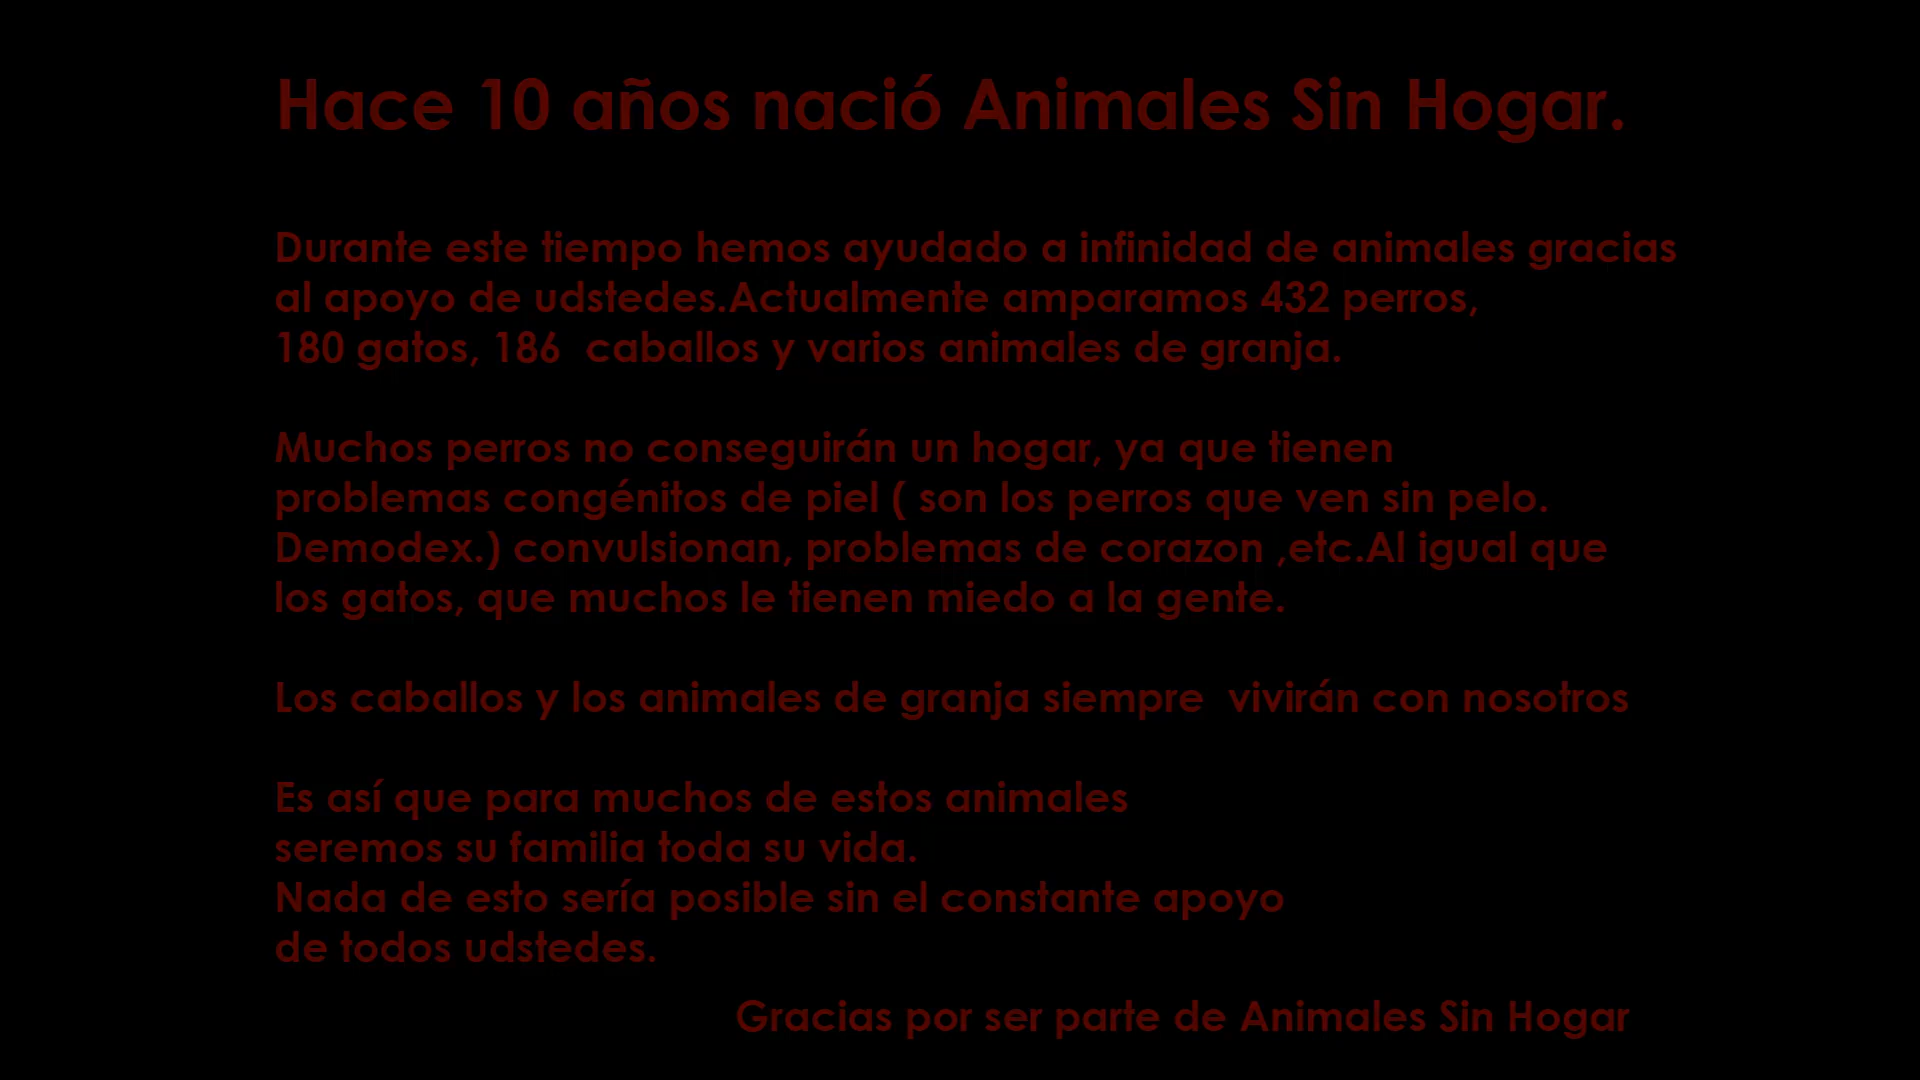 Hace 10 años nació Animales Sin Hogar.
Durante este tiempo hemos ayudado a infinidad de animales gracias
al apoyo de udstedes.Actualmente amparamos 432 perros,
180 gatos, 186  caballos y varios animales de granja.
Muchos perros no conseguirán un hogar, ya que tienen
problemas congénitos de piel ( son los perros que ven sin pelo.
Demodex.) convulsionan, problemas de corazon ,etc.Al igual que
los gatos, que muchos le tienen miedo a la gente.
Los caballos y los animales de granja siempre  vivirán con nosotros
Es así que para muchos de estos animales
seremos su familia toda su vida.
Nada de esto sería posible sin el constante apoyo
de todos udstedes.
Gracias por ser parte de Animales Sin Hogar